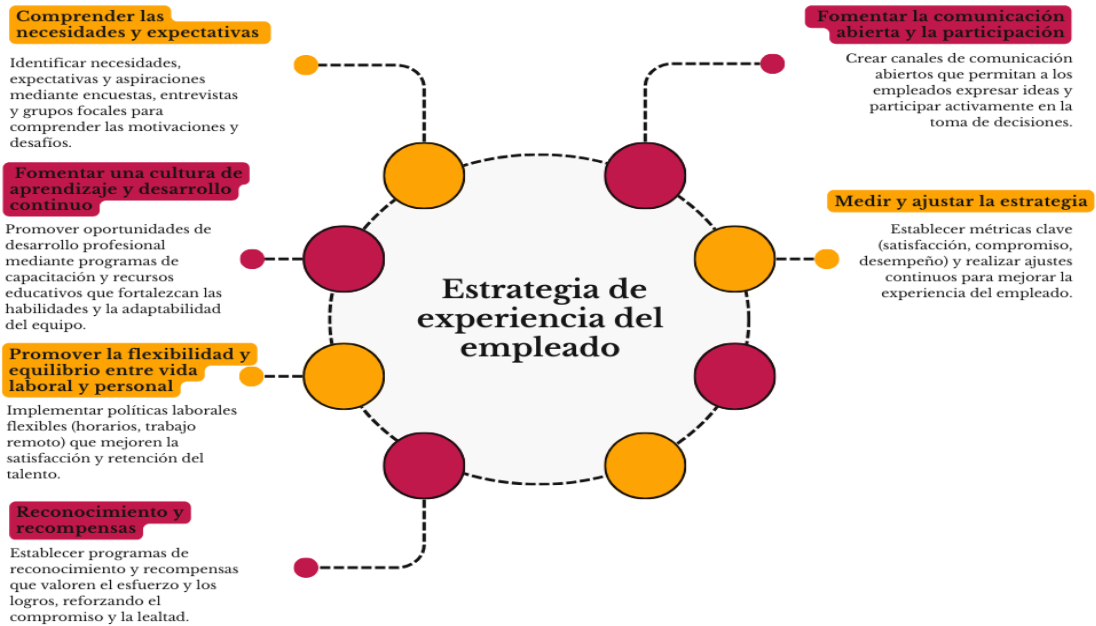 Comprender las
necesidades y expectativas
Identificar necesidades,
expectativas y aspiraciones
mediante encuestas, entrevistas
y grupos focales para
comprender las motivaciones y
desafíos.
Fomentar una cultura de
aprendizaje y desarrollo
continuo
Promover oportunidades de
desarrollo profesional
mediante programas de
capacitación y recursos
educativos que fortalezcan las
habilidades y la adaptabilidad
del equipo.
Promover la flexibilidad y
equilibrio entre vida
laboral y personal
Implementar políticas laborales
flexibles (horarios, trabajo
remoto) que mejoren la
satisfacción y retención del
talento.
Reconocimiento y
recompensas
Establecer programas de
reconocimiento y recompensas
que valoren el esfuerzo y los
logros, reforzando el
compromiso y la lealtad.
Estrategia de
experiencia del
empleado
Fomentar la comunicación
abierta y la participación
Crear canales de comunicación
abiertos que permitan a los
empleados expresar ideas y
participar activamente en la
toma de decisiones.
Medir y ajustar la estrategia
Establecer métricas clave
(satisfacción, compromiso,
desempeño) y realizar ajustes
continuos para mejorar la
experiencia del empleado.